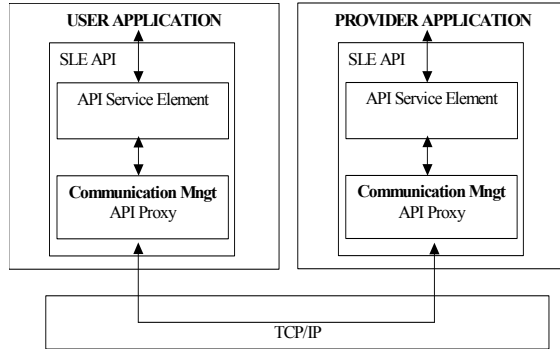 USER APPLICATION
SLE API
API Service Element
Communication Mngt
API Proxy
PROVIDER APPLICATION
SLE API
API Service Element
Communication Mngt
API Proxy
TCP/IP